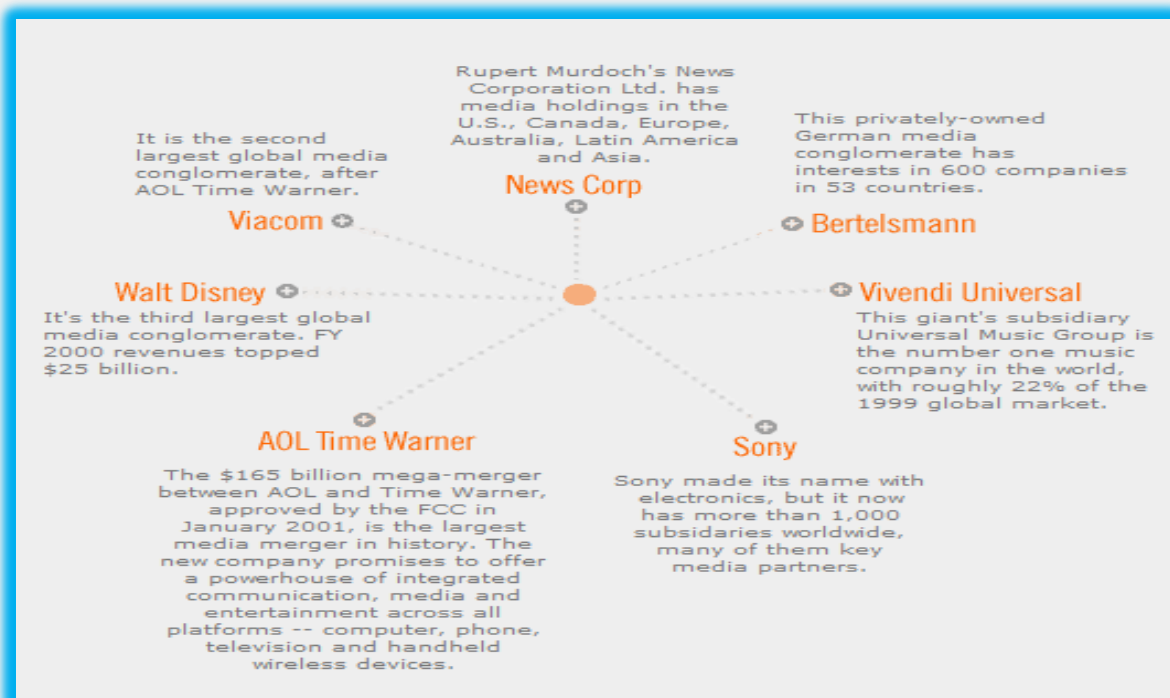 Rupert Murdoch's News
Corporation Ltd. has
media holdings in the
U.S., Canada, Europe,
Australia, Latin America
and Asia.
News Corp
It is the second
largest global media
conglomerate, after
AOL Time Warner.
Viacom
This privately-owned
German media
conglomerate has
interests in 600 companies
in 53 countries.
Bertelsmann
Walt Disney
It's the third largest global
media conglomerate. FY
2000 revenues topped
$25 billion.
Vivendi Universal
This giant's subsidiary
Universal Music Group is
the number one music
company in the world,
with roughly 22% of the
1999 global market.
AOL Time Warner
The $165 billion mega-merger
between AOL and Time Warner,
approved by the FCC in
January 2001, is the largest
media merger in history. The
new company promises to offer
a powerhouse of integrated
communication, media and
entertainment across all
platforms -- computer, phone,
television and handheld
wireless devices.
Sony
Sony made its name with
electronics, but it now
has more than 1,000
subsidaries worldwide,
many of them key
media partners.